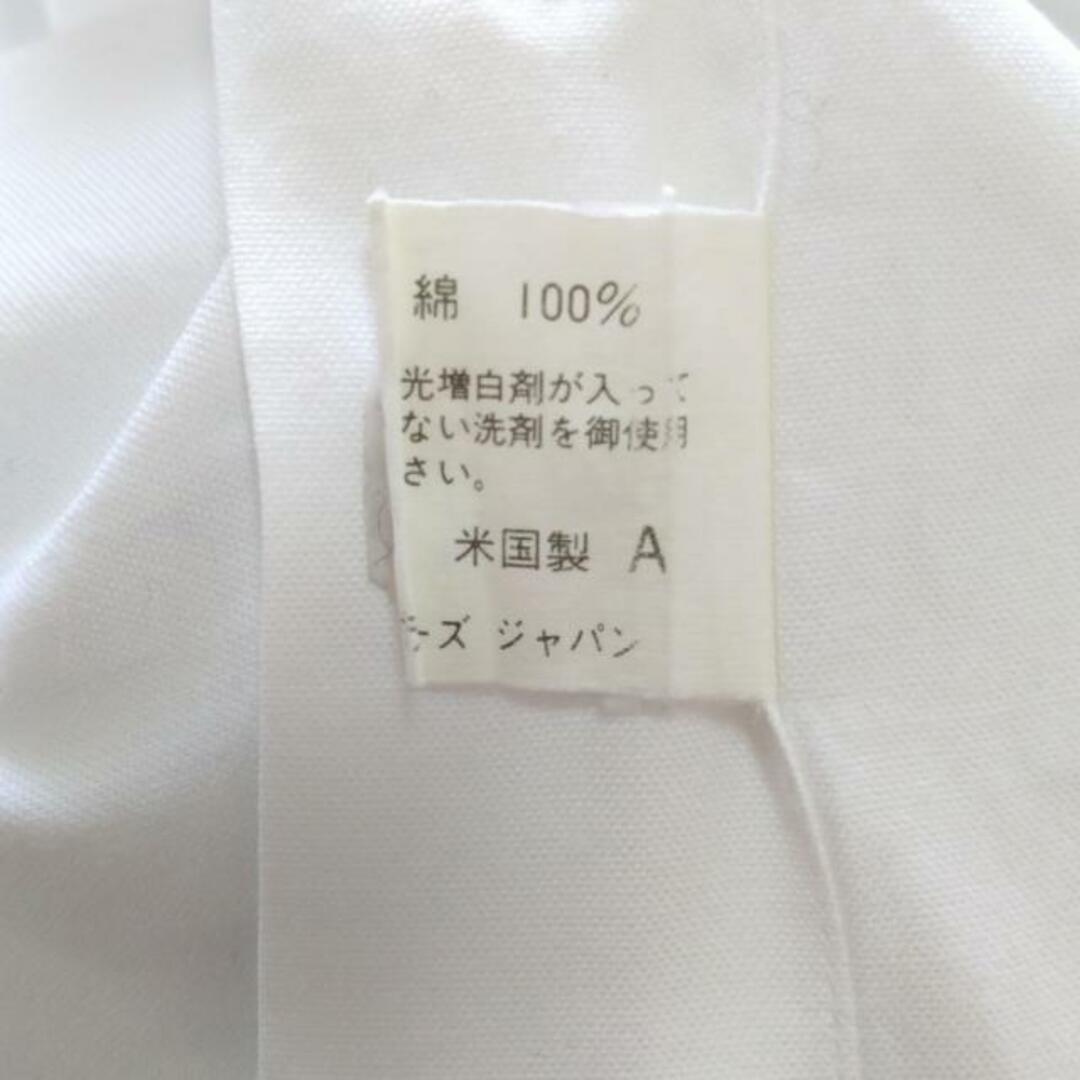 綿 100%
光増白剤が入って
ない洗剤を御使用
さい。
米国製 A
ーズ ジャパン